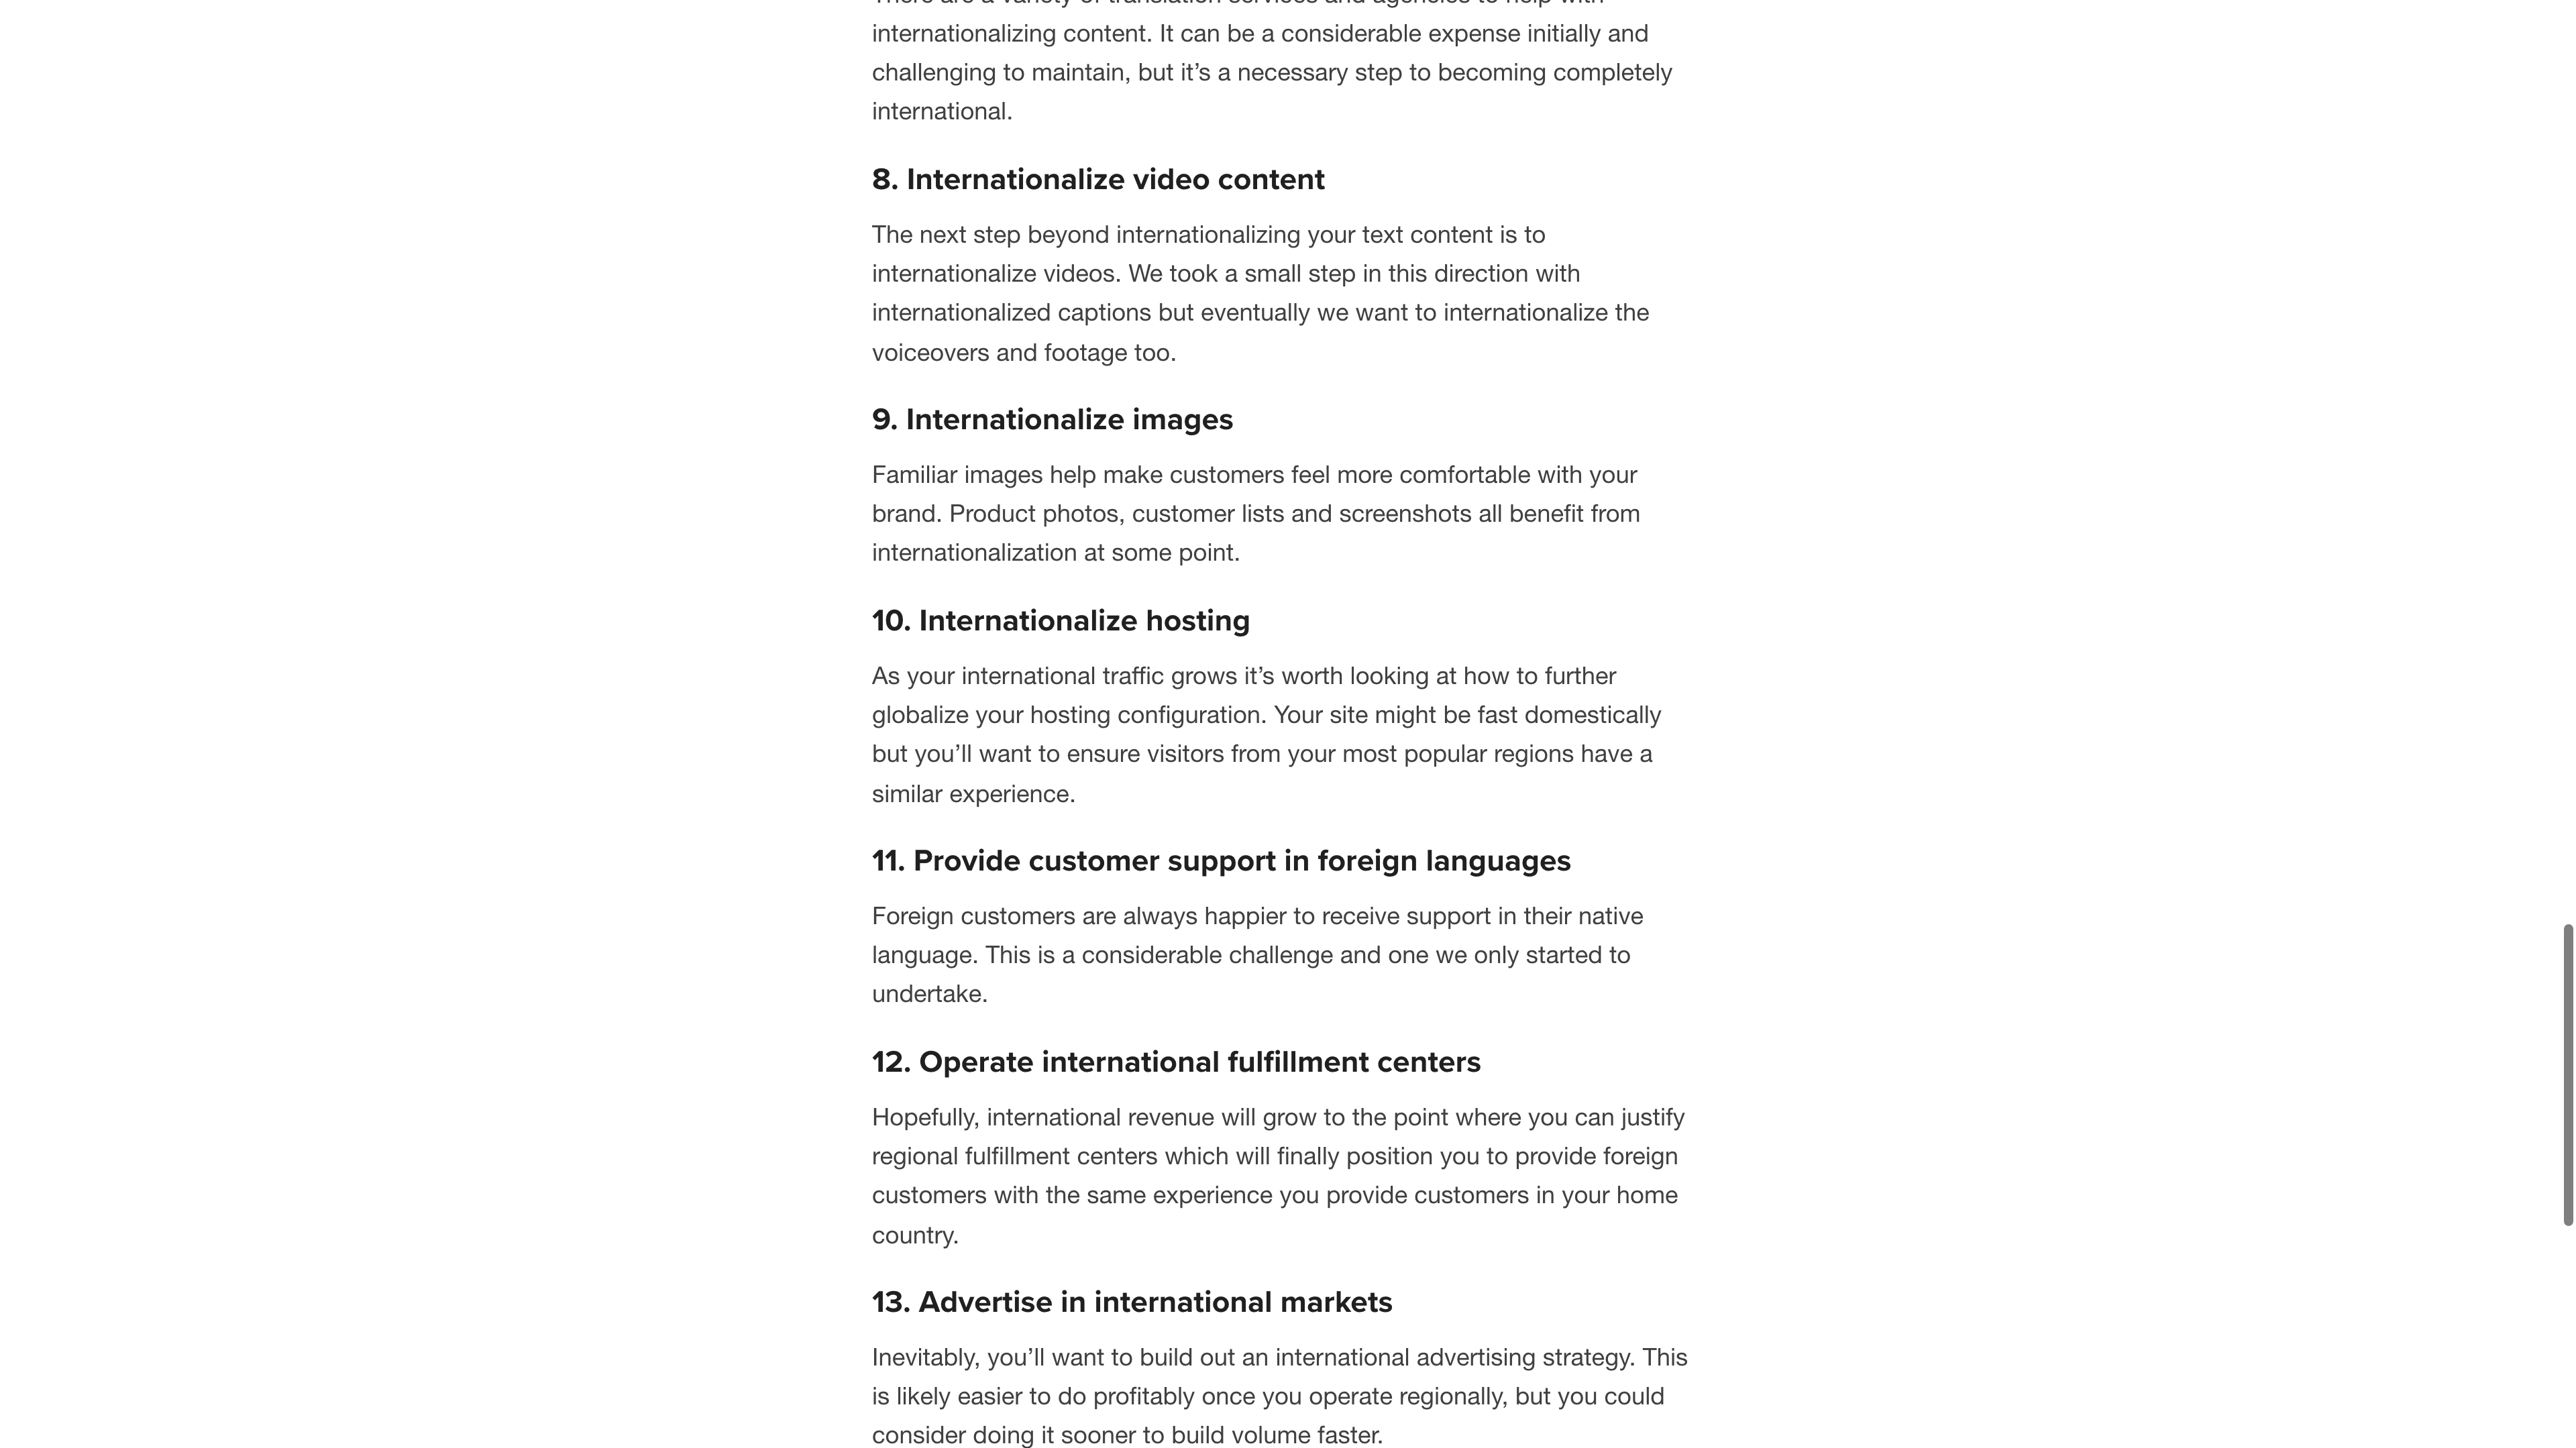 There are a variety of translation services and agencies to help with
internationalizing content. It can be a considerable expense initially and
challenging to maintain, but it’s a necessary step to becoming completely
international.
8. Internationalize video content
The next step beyond internationalizing your text content is to
internationalize videos. We took a small step in this direction with
internationalized captions but eventually we want to internationalize the
voiceovers and footage too.
9. Internationalize images
Familiar images help make customers feel more comfortable with your
brand. Product photos, customer lists and screenshots all benefit from
internationalization at some point.
10. Internationalize hosting
As your international traffic grows it’s worth looking at how to further
globalize your hosting configuration. Your site might be fast domestically
but you’ll want to ensure visitors from your most popular regions have a
similar experience.
11. Provide customer support in foreign languages
Foreign customers are always happier to receive support in their native
language. This is a considerable challenge and one we only started to
undertake.
12. Operate international fulfillment centers
Hopefully, international revenue will grow to the point where you can justify
regional fulfillment centers which will finally position you to provide foreign
customers with the same experience you provide customers in your home
country.
13. Advertise in international markets
Inevitably, you’ll want to build out an international advertising strategy. This
is likely easier to do profitably once you operate regionally, but you could
consider doing it sooner to build volume faster.